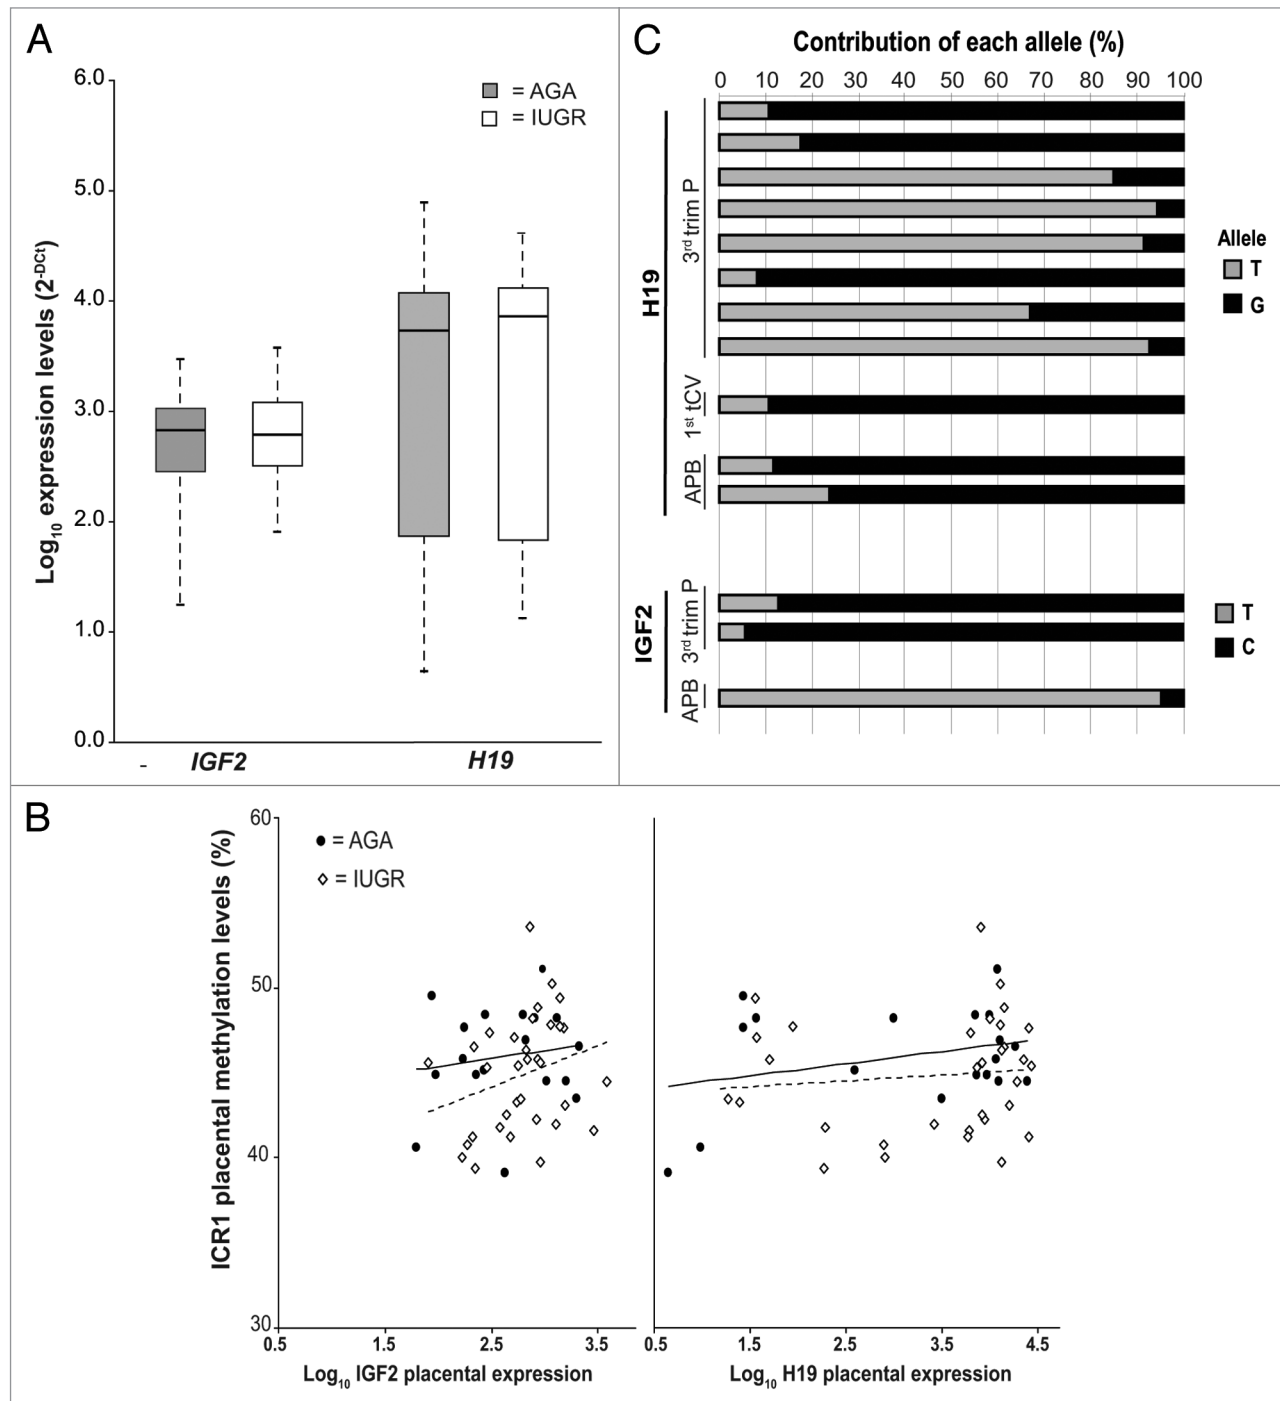 A
6.0
5.0
4.0
3.0
2.0
1.0
0.0
Log10 expression levels (2-DCt)
= AGA
= IUGR
- IGF2 H19
C
Contribution of each allele (%)
0 10 20 30 40 50 60 70 80 90 100
H19
3rd trim P
1st tCV
APB
Allele
T
G
IGF2
3rd trim P
APB
T
C
B
ICR1 placental methylation levels (%)
60
50
40
30
= AGA
= IUGR
0.5 1.5 2.5 3.5
Log10 IGF2 placental expression
0.5 1.5 2.5 3.5 4.5
Log10 H19 placental expression